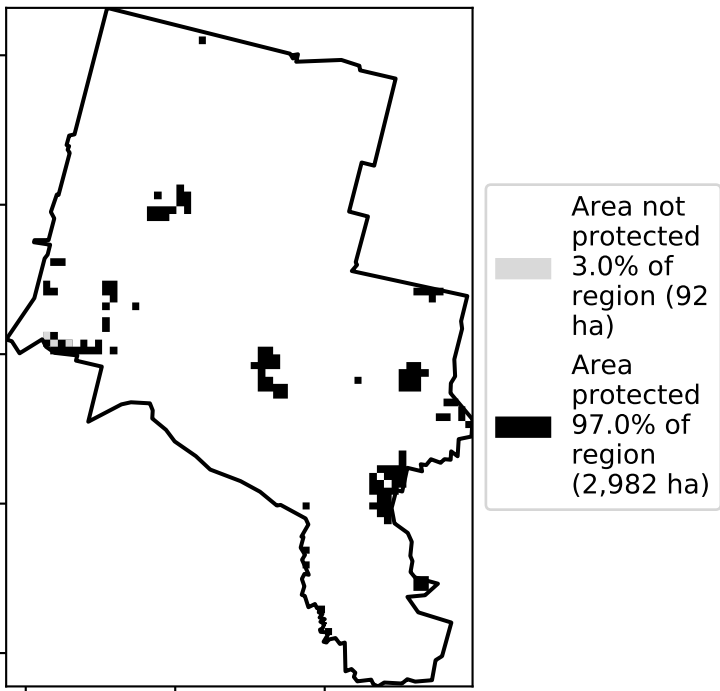 Area not
protected
3.0% of
region (92
ha)
Area
protected
97.0% of
region
(2,982 ha)